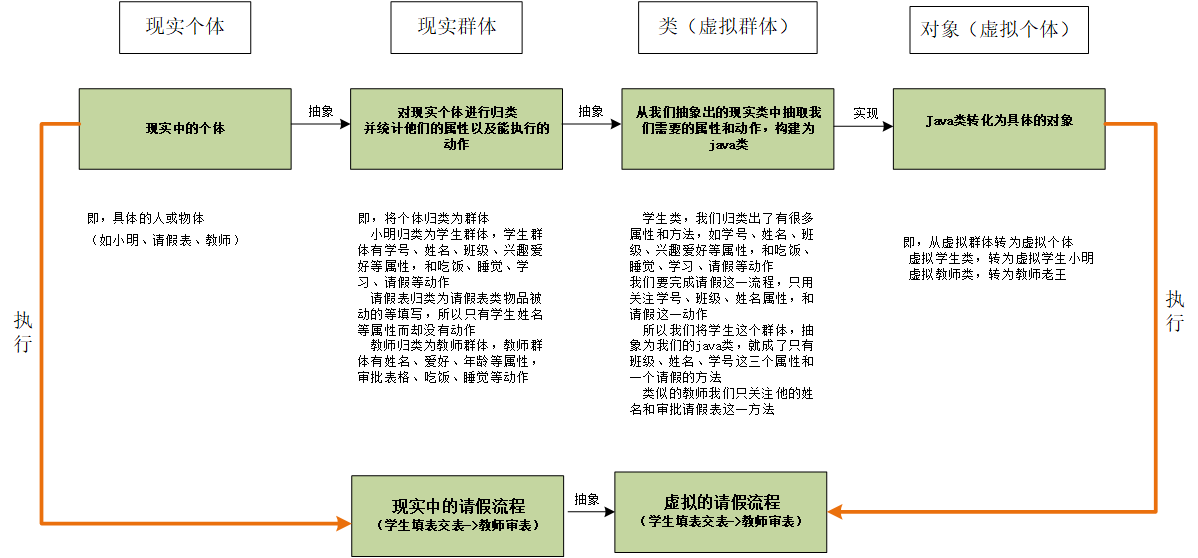 现实个体
现实群体
类（虚拟群体）
对象（虚拟个体）
现实中的个体
抽象
对现实个体进行归类
并统计他们的属性以及能执行的
动作
抽象
从我们抽象出的现实类中抽取我
们需要的属性和动作，构建为
java类
实现
Java类转化为具体的对象
即，具体的人或物体
（如小明、请假表、教师）
即，将个体归类为群体
小明归类为学生群体，学生群
体有学号、姓名、班级、兴趣爱
好等属性，和吃饭、睡觉、学
习、请假等动作
请假表归类为请假表类物品被
动的等填写，所以只有学生姓名
等属性而却没有动作
教师归类为教师群体，教师群
体有姓名、爱好、年龄等属性，
审批表格、吃饭、睡觉等动作
学生类，我们归类出了有很多
属性和方法，如学号、姓名、班
级、兴趣爱好等属性，和吃饭、
睡觉、学习、请假等动作
我们要完成请假这一流程，只用
关注学号、班级、姓名属性，和
请假这一动作
所以我们将学生这个群体，抽
象为我们的java类，就成了只有
班级、姓名、学号这三个属性和
一个请假的方法
类似的教师我们只关注他的姓
名和审批请假表这一方法
即，从虚拟群体转为虚拟个体
虚拟学生类，转为虚拟学生小明
虚拟教师类，转为教师老王
执
行
执
行
现实中的请假流程
（学生填表交表->教师审表）
抽象
虚拟的请假流程
（学生填表交表->教师审表）